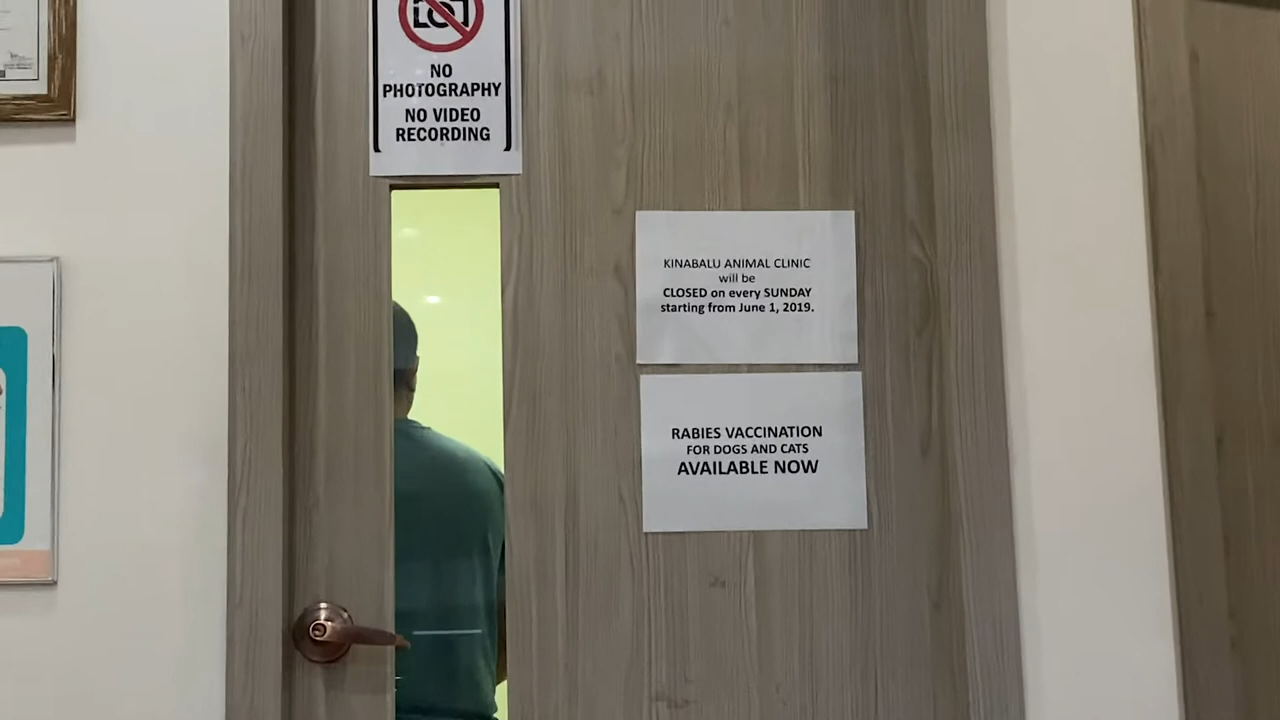 NO
PHOTOGRAPHY
NO VIDEO
RECORDING
KINABALU ANIMAL CLINIC
will be
CLOSED on every SUNDAY
starting from June 1, 2019.
RABIES VACCINATION
FOR DOGS AND CATS
AVAILABLE NOW